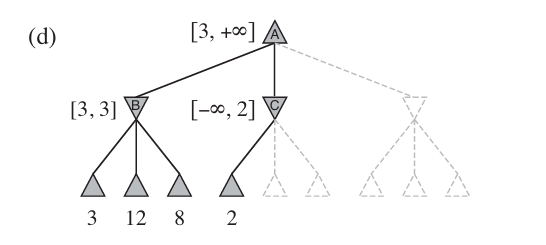 (d)
[3, +∞] A
[3, 3] B [–∞, 2] C
3 12 8 2